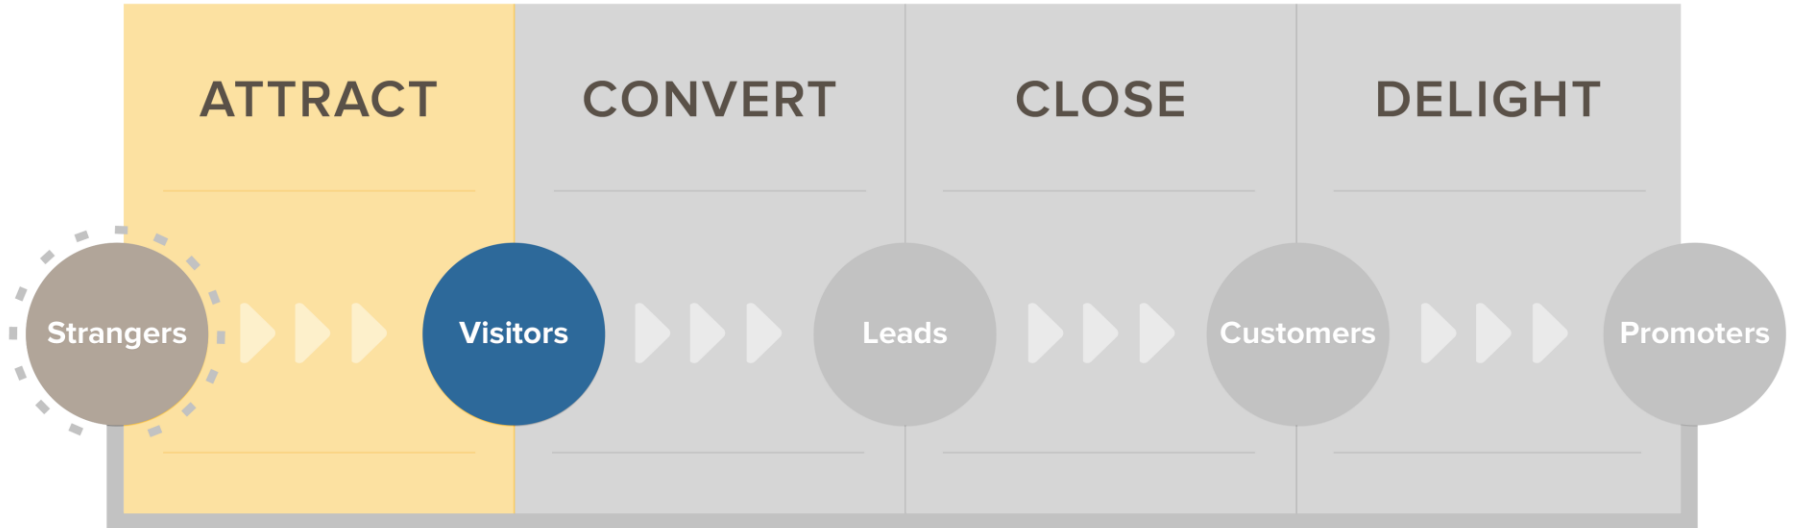 ATTRACT CONVERT CLOSE DELIGHT
Strangers Visitors Leads Customers Promoters